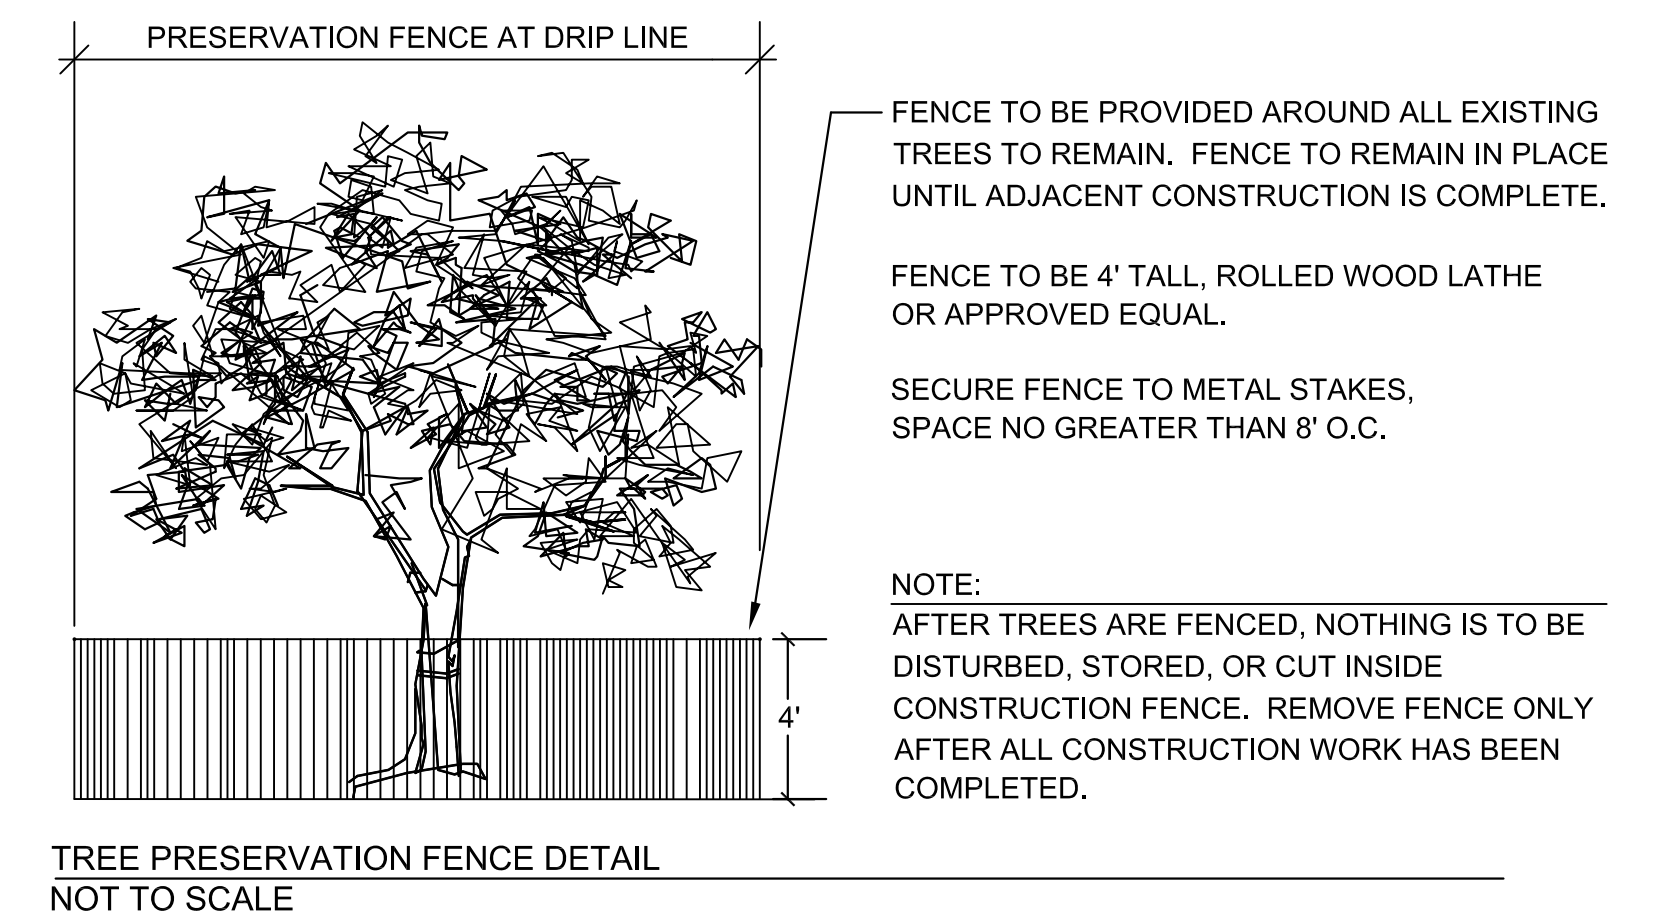 PRESERVATION FENCE AT DRIP LINE
FENCE TO BE PROVIDED AROUND ALL EXISTING
TREES TO REMAIN. FENCE TO REMAIN IN PLACE
UNTIL ADJACENT CONSTRUCTION IS COMPLETE.
FENCE TO BE 4' TALL, ROLLED WOOD LATHE
OR APPROVED EQUAL.
SECURE FENCE TO METAL STAKES,
SPACE NO GREATER THAN 8' O.C.
NOTE:
AFTER TREES ARE FENCED, NOTHING IS TO BE
DISTURBED, STORED, OR CUT INSIDE
CONSTRUCTION FENCE. REMOVE FENCE ONLY
AFTER ALL CONSTRUCTION WORK HAS BEEN
COMPLETED.
4'
TREE PRESERVATION FENCE DETAIL
NOT TO SCALE